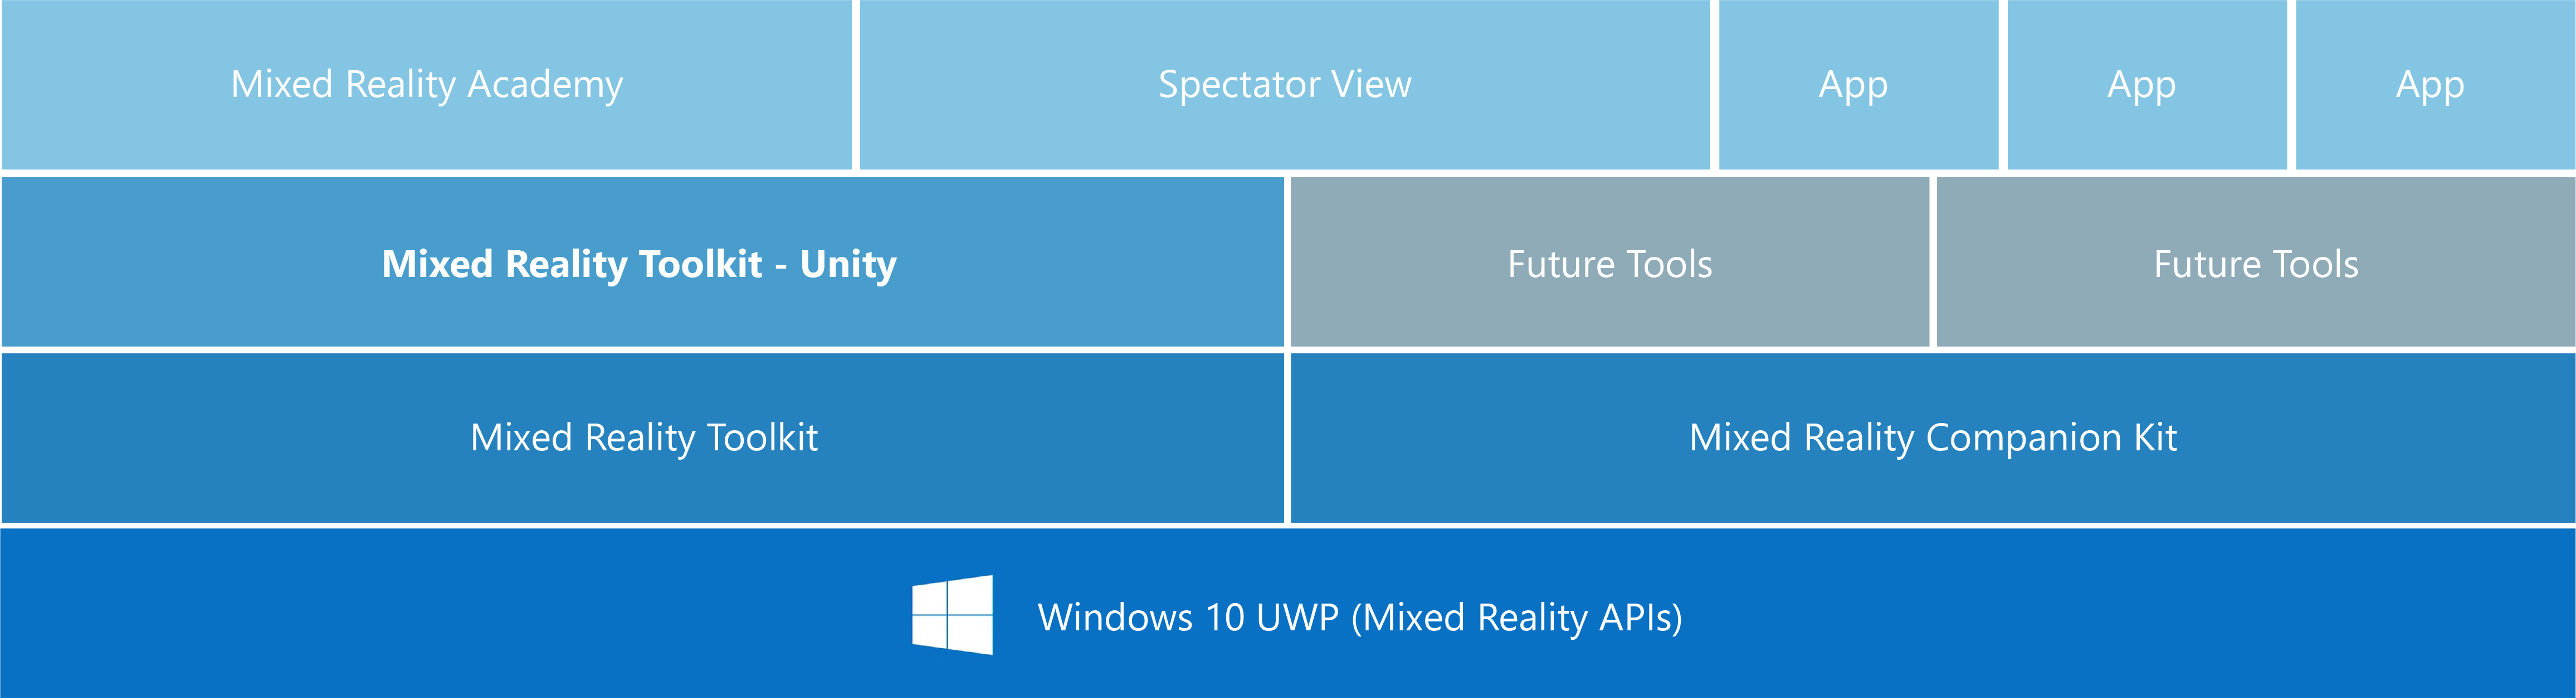 Mixed Reality Academy
Spectator View
App
App
App
Mixed Reality Toolkit - Unity
Future Tools
Future Tools
Mixed Reality Toolkit
Mixed Reality Companion Kit
Windows 10 UWP (Mixed Reality APIs)